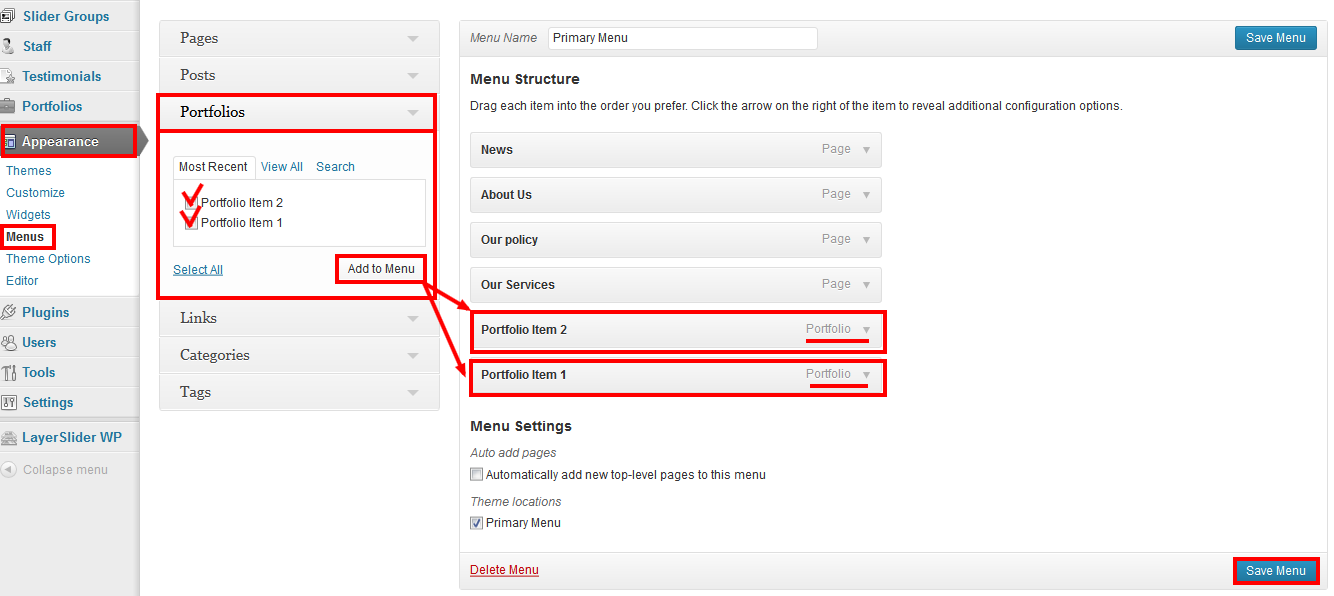 Slider Groups
Staff
Testimonials
Portfolios
Appearance
Themes
Customize
Widgets
Menus
Theme Options
Editor
Plugins
Users
Tools
Settings
LayerSlider WP
Collapse menu
Pages
Posts
Portfolios
Most Recent View All Search
Portfolio Item 2
Portfolio Item 1
Select All Add to Menu
Links
Categories
Tags
Menu Name Primary Menu Save Menu
Menu Structure
Drag each item into the order you prefer. Click the arrow on the right of the item to reveal additional configuration options.
News Page
About Us Page
Our policy Page
Our Services Page
Portfolio Item 2 Portfolio
Portfolio Item 1 Portfolio
Menu Settings
Auto add pages
Automatically add new top-level pages to this menu
Theme locations
Primary Menu
Delete Menu Save Menu